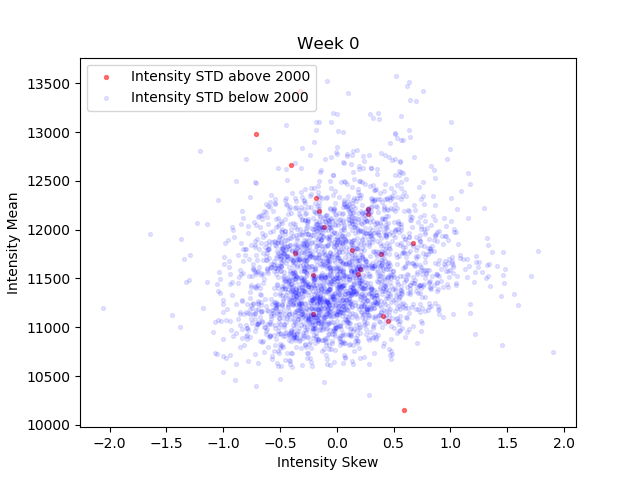 Week 0
Intensity STD above 2000
Intensity STD below 2000
Intensity Mean
13500
13000
12500
12000
11500
11000
10500
10000
−2.0 −1.5 −1.0 −0.5 0.0 0.5 1.0 1.5 2.0
Intensity Skew